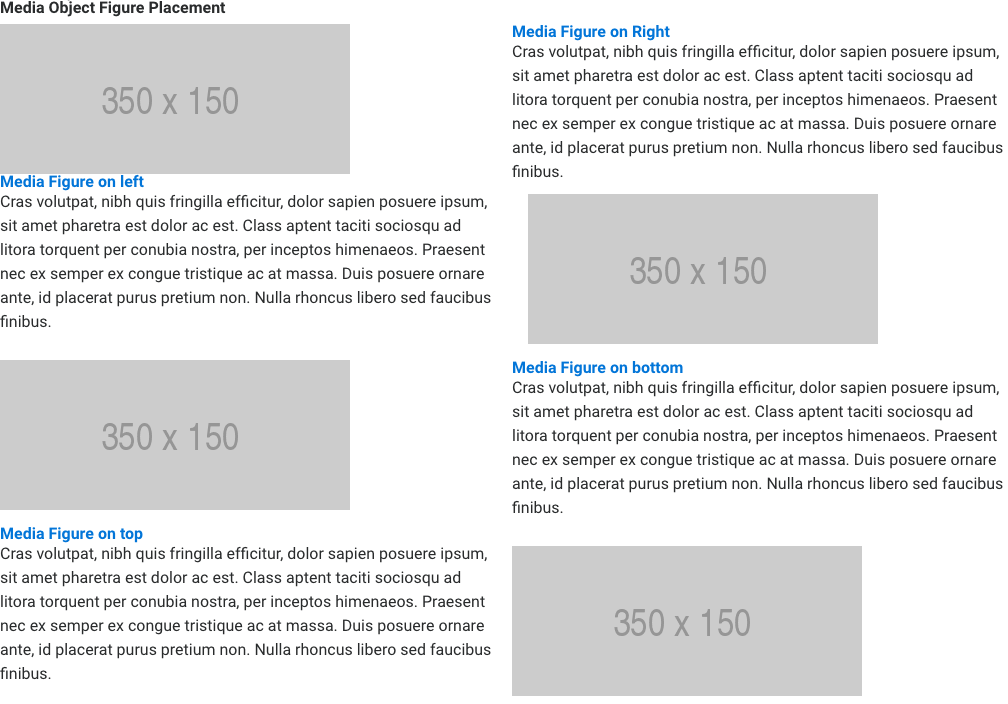 Media Object Figure Placement
350 x 150
Media Figure on left
Cras volutpat, nibh quis fringilla efficitur, dolor sapien posuere ipsum,
sit amet pharetra est dolor ac est. Class aptent taciti sociosqu ad
litora torquent per conubia nostra, per inceptos himenaeos. Praesent
nec ex semper ex congue tristique ac at massa. Duis posuere ornare
ante, id placerat purus pretium non. Nulla rhoncus libero sed faucibus
finibus.
Media Figure on Right
Cras volutpat, nibh quis fringilla efficitur, dolor sapien posuere ipsum,
sit amet pharetra est dolor ac est. Class aptent taciti sociosqu ad
litora torquent per conubia nostra, per inceptos himenaeos. Praesent
nec ex semper ex congue tristique ac at massa. Duis posuere ornare
ante, id placerat purus pretium non. Nulla rhoncus libero sed faucibus
finibus.
350 x 150
350 x 150
Media Figure on top
Cras volutpat, nibh quis fringilla efficitur, dolor sapien posuere ipsum,
sit amet pharetra est dolor ac est. Class aptent taciti sociosqu ad
litora torquent per conubia nostra, per inceptos himenaeos. Praesent
nec ex semper ex congue tristique ac at massa. Duis posuere ornare
ante, id placerat purus pretium non. Nulla rhoncus libero sed faucibus
finibus.
Media Figure on bottom
Cras volutpat, nibh quis fringilla efficitur, dolor sapien posuere ipsum,
sit amet pharetra est dolor ac est. Class aptent taciti sociosqu ad
litora torquent per conubia nostra, per inceptos himenaeos. Praesent
nec ex semper ex congue tristique ac at massa. Duis posuere ornare
ante, id placerat purus pretium non. Nulla rhoncus libero sed faucibus
finibus.
350 x 150